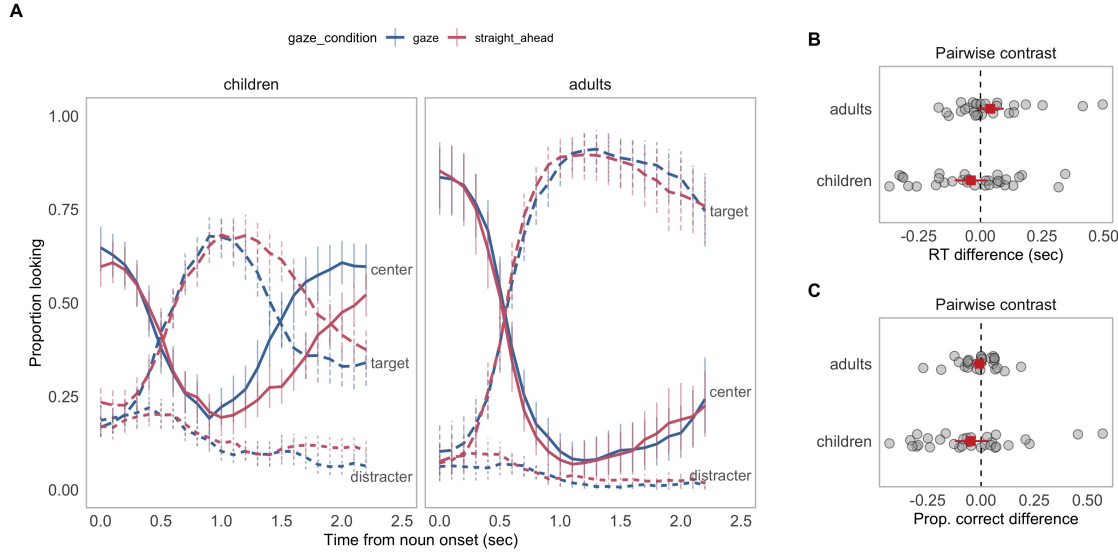 A
gaze_condition gaze straight_ahead
children adults
Proportion looking
1.00
0.75
0.50
0.25
0.00
center
target
distracter
target
center
distracter
0.0 0.5 1.0 1.5 2.0 2.5
0.0 0.5 1.0 1.5 2.0 2.5
Time from noun onset (sec)
B
Pairwise contrast
adults
children
-0.25 0.00 0.25 0.50
RT difference (sec)
C
Pairwise contrast
adults
children
-0.25 0.00 0.25 0.50
Prop. correct difference